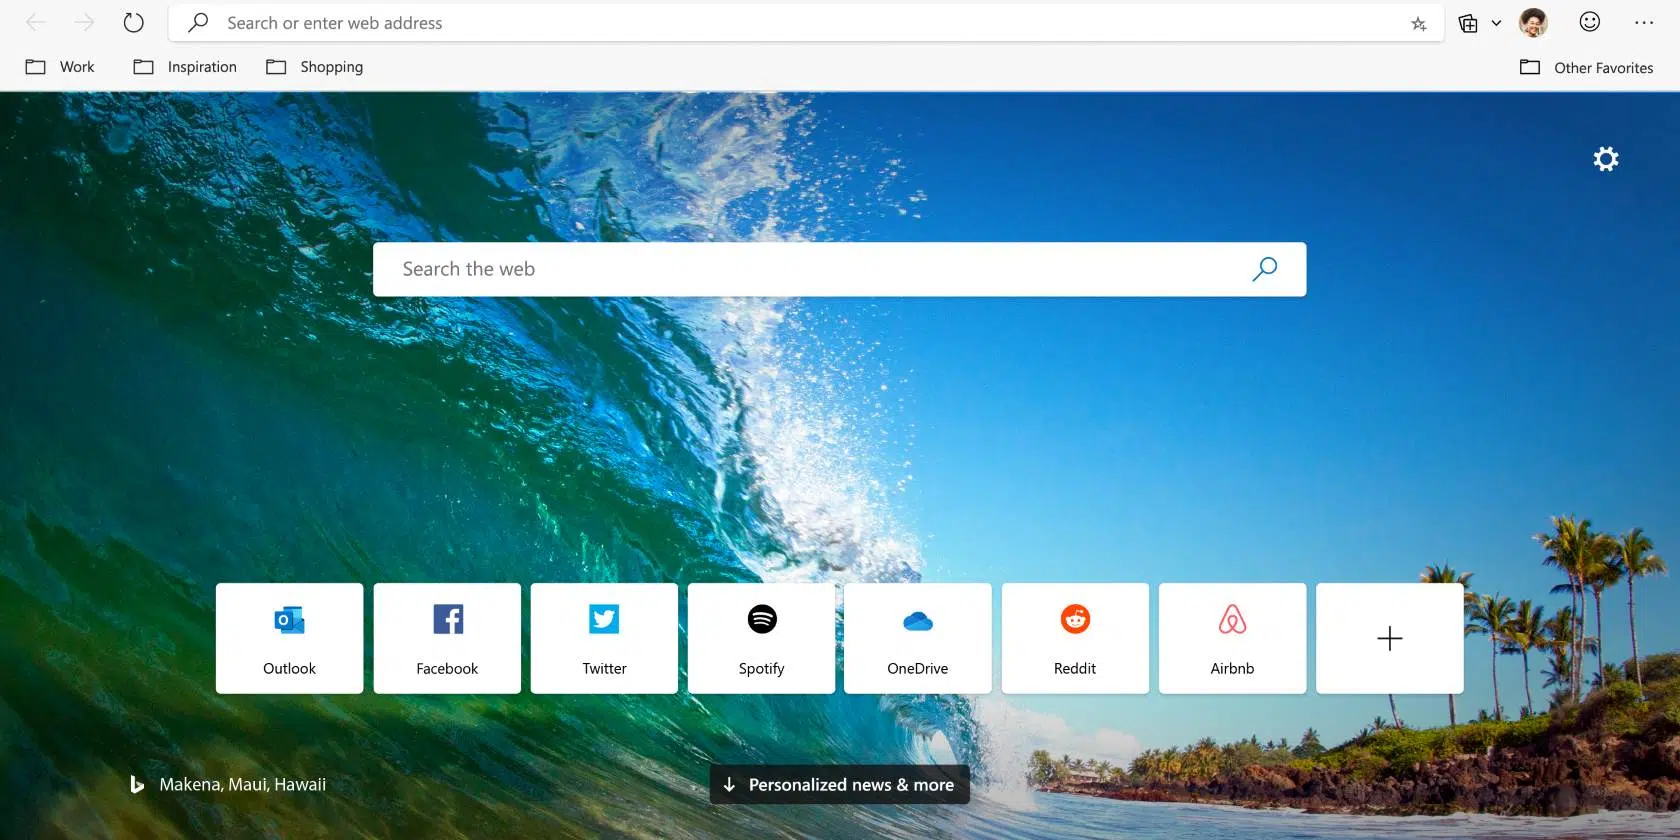 Search or enter web address
Work
Inspiration
Shopping
Other Favorites
Search the web
Outlook
Facebook
Twitter
Spotify
OneDrive
Reddit
Airbnb
Makena, Maui, Hawaii
Personalized news & more